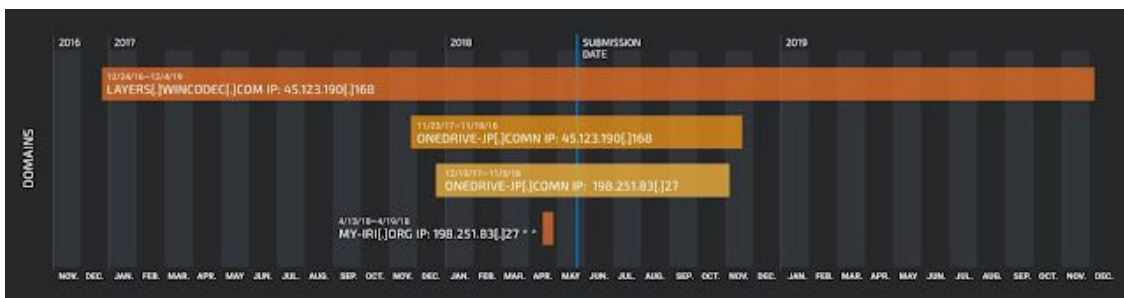 2016 2017 2018 SUBMISSION 2019
DATE
12/24/16–12/4/19
LAYERS[.]WINCODEC[.]COM IP: 45.123.190[.]168
DOMAINS
11/23/17–11/18/18
ONEDRIVE-JP[.]COMN IP: 45.123.190[.]168
12/19/17–11/3/18
ONEDRIVE-JP[.]COMN IP: 198.251.83[.]27
4/13/18–4/19/18
MY-IRI[.]ORG IP: 198.251.83[.]27 * *
NOV. DEC. JAN. FEB. MAR. APR. MAY JUN. JUL. AUG. SEP. OCT. NOV. DEC. JAN. FEB. MAR. APR. MAY JUN. JUL. AUG. SEP. OCT. NOV. DEC. JAN. FEB. MAR. APR. MAY JUN. JUL. AUG. SEP. OCT. NOV. DEC.